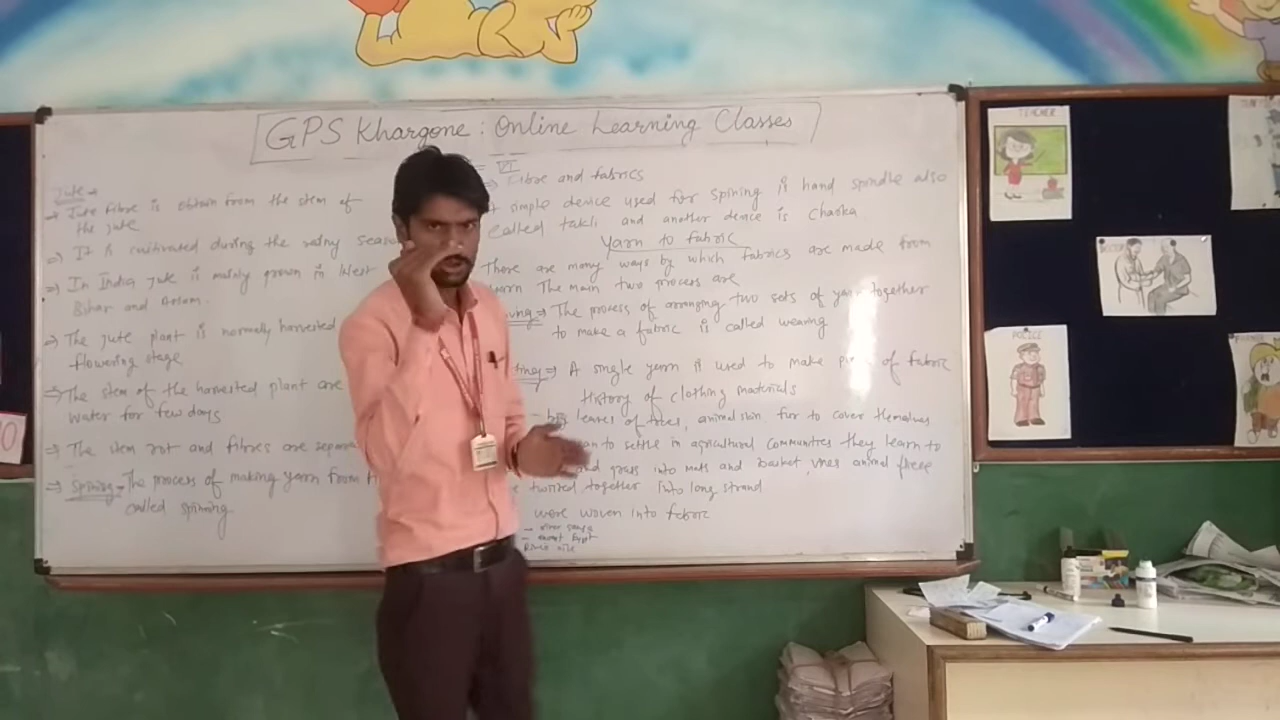 GPS Khargone : Online Learning Classes
Jute
⇒ Jute fibre is obtain from the stem of
the jute
⇒ It is cultivated during the rainy season
⇒ In India jute is mainly grown in West
Bihar and Assam.
⇒ The jute plant is normally harvested
flowering stage
⇒ The stem of the harvested plant are
water for few days
⇒ The stem rot and fibres are separa
⇒ Spining - The process of making yarn from
called spinning
VI
⇒ Fibre and fabrics
A simple device used for spining is hand spindle also
called takli and another device is Charka
Yarn to fabric
There are many ways by which fabrics are made from
yarn The main two process are
ving ⇒ The process of arranging two sets of yarn together
to make a fabric is called weaving
ting ⇒ A single yarn is used to make of fabric
History of clothing materials
leaves of trees, animal skin fur to cover themselves
to settle in agricultural communities they learn to
grass into mats and basket, vines animal fleece
twisted together into long strand
were woven into fabric
TEACHER
DOCTOR
POLICE